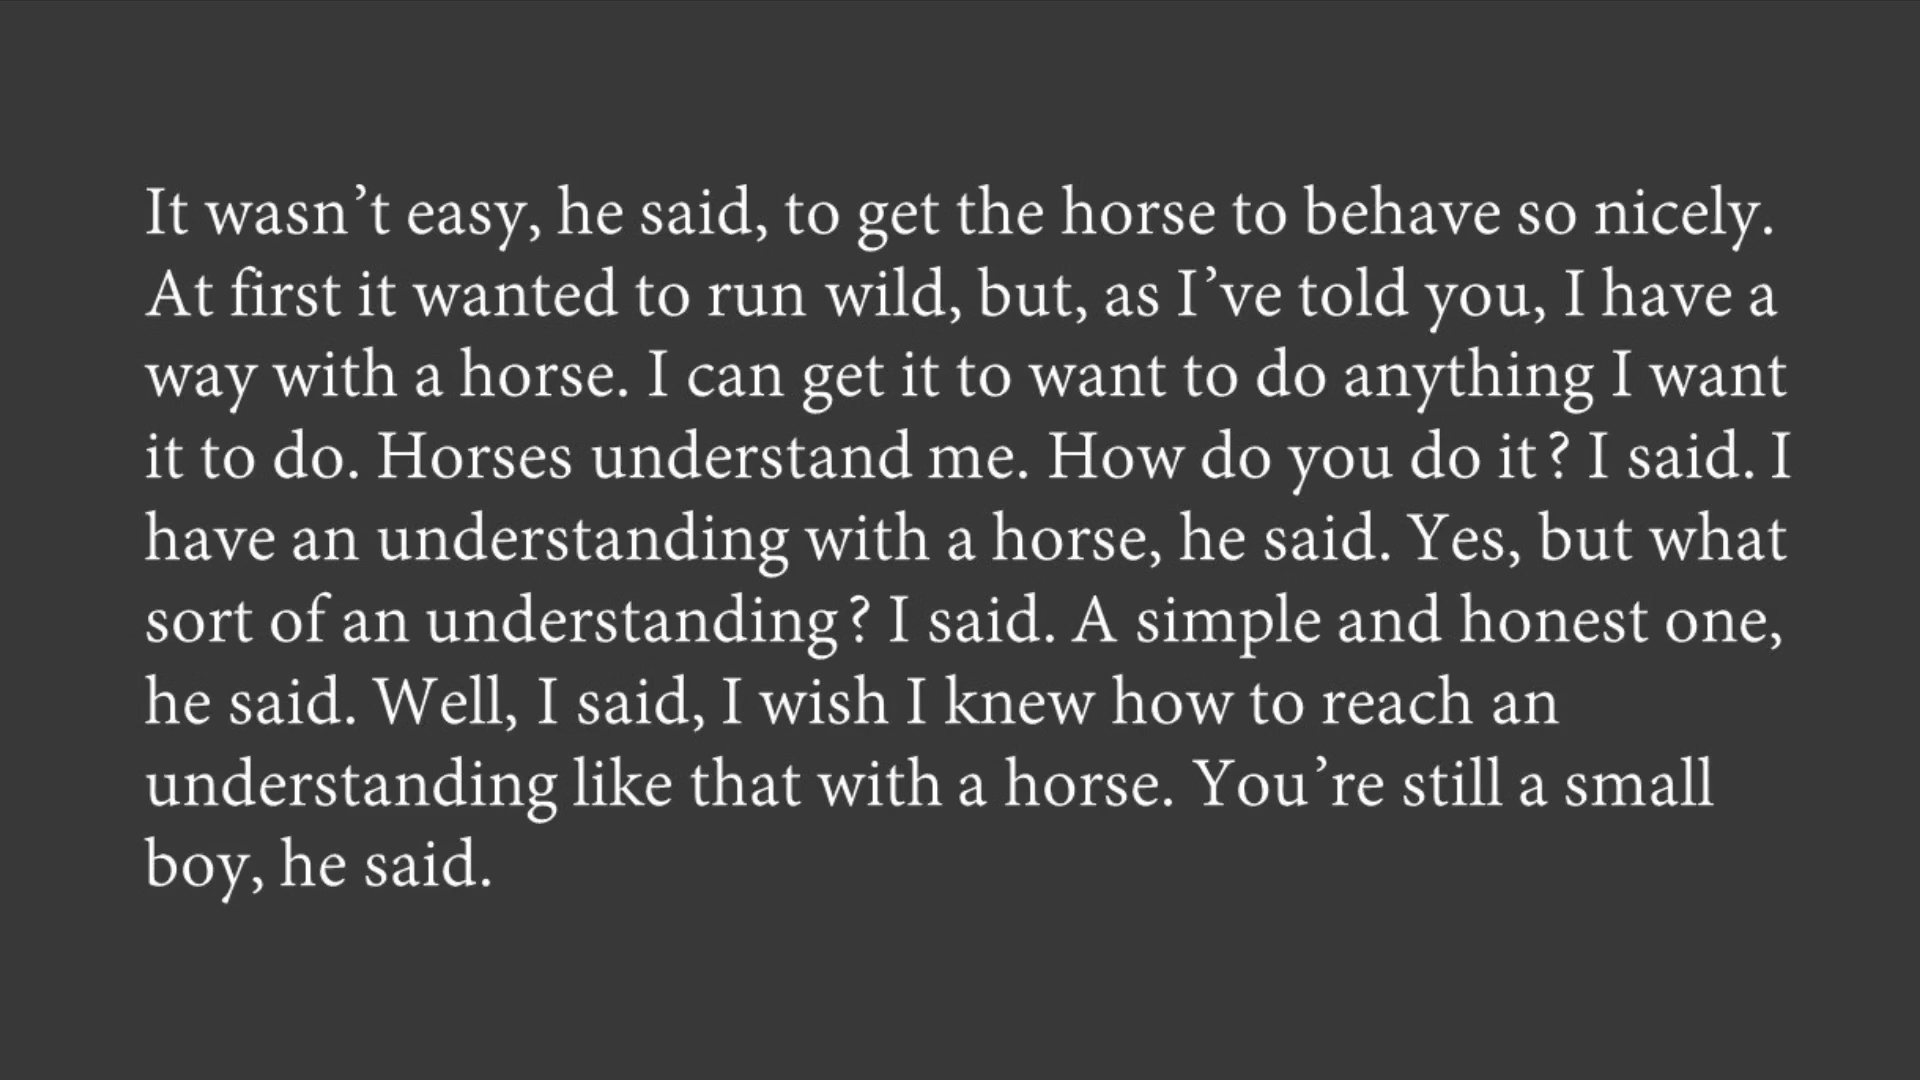 It wasn’t easy, he said, to get the horse to behave so nicely.
At first it wanted to run wild, but, as I’ve told you, I have a
way with a horse. I can get it to want to do anything I want
it to do. Horses understand me. How do you do it? I said. I
have an understanding with a horse, he said. Yes, but what
sort of an understanding? I said. A simple and honest one,
he said. Well, I said, I wish I knew how to reach an
understanding like that with a horse. You’re still a small
boy, he said.